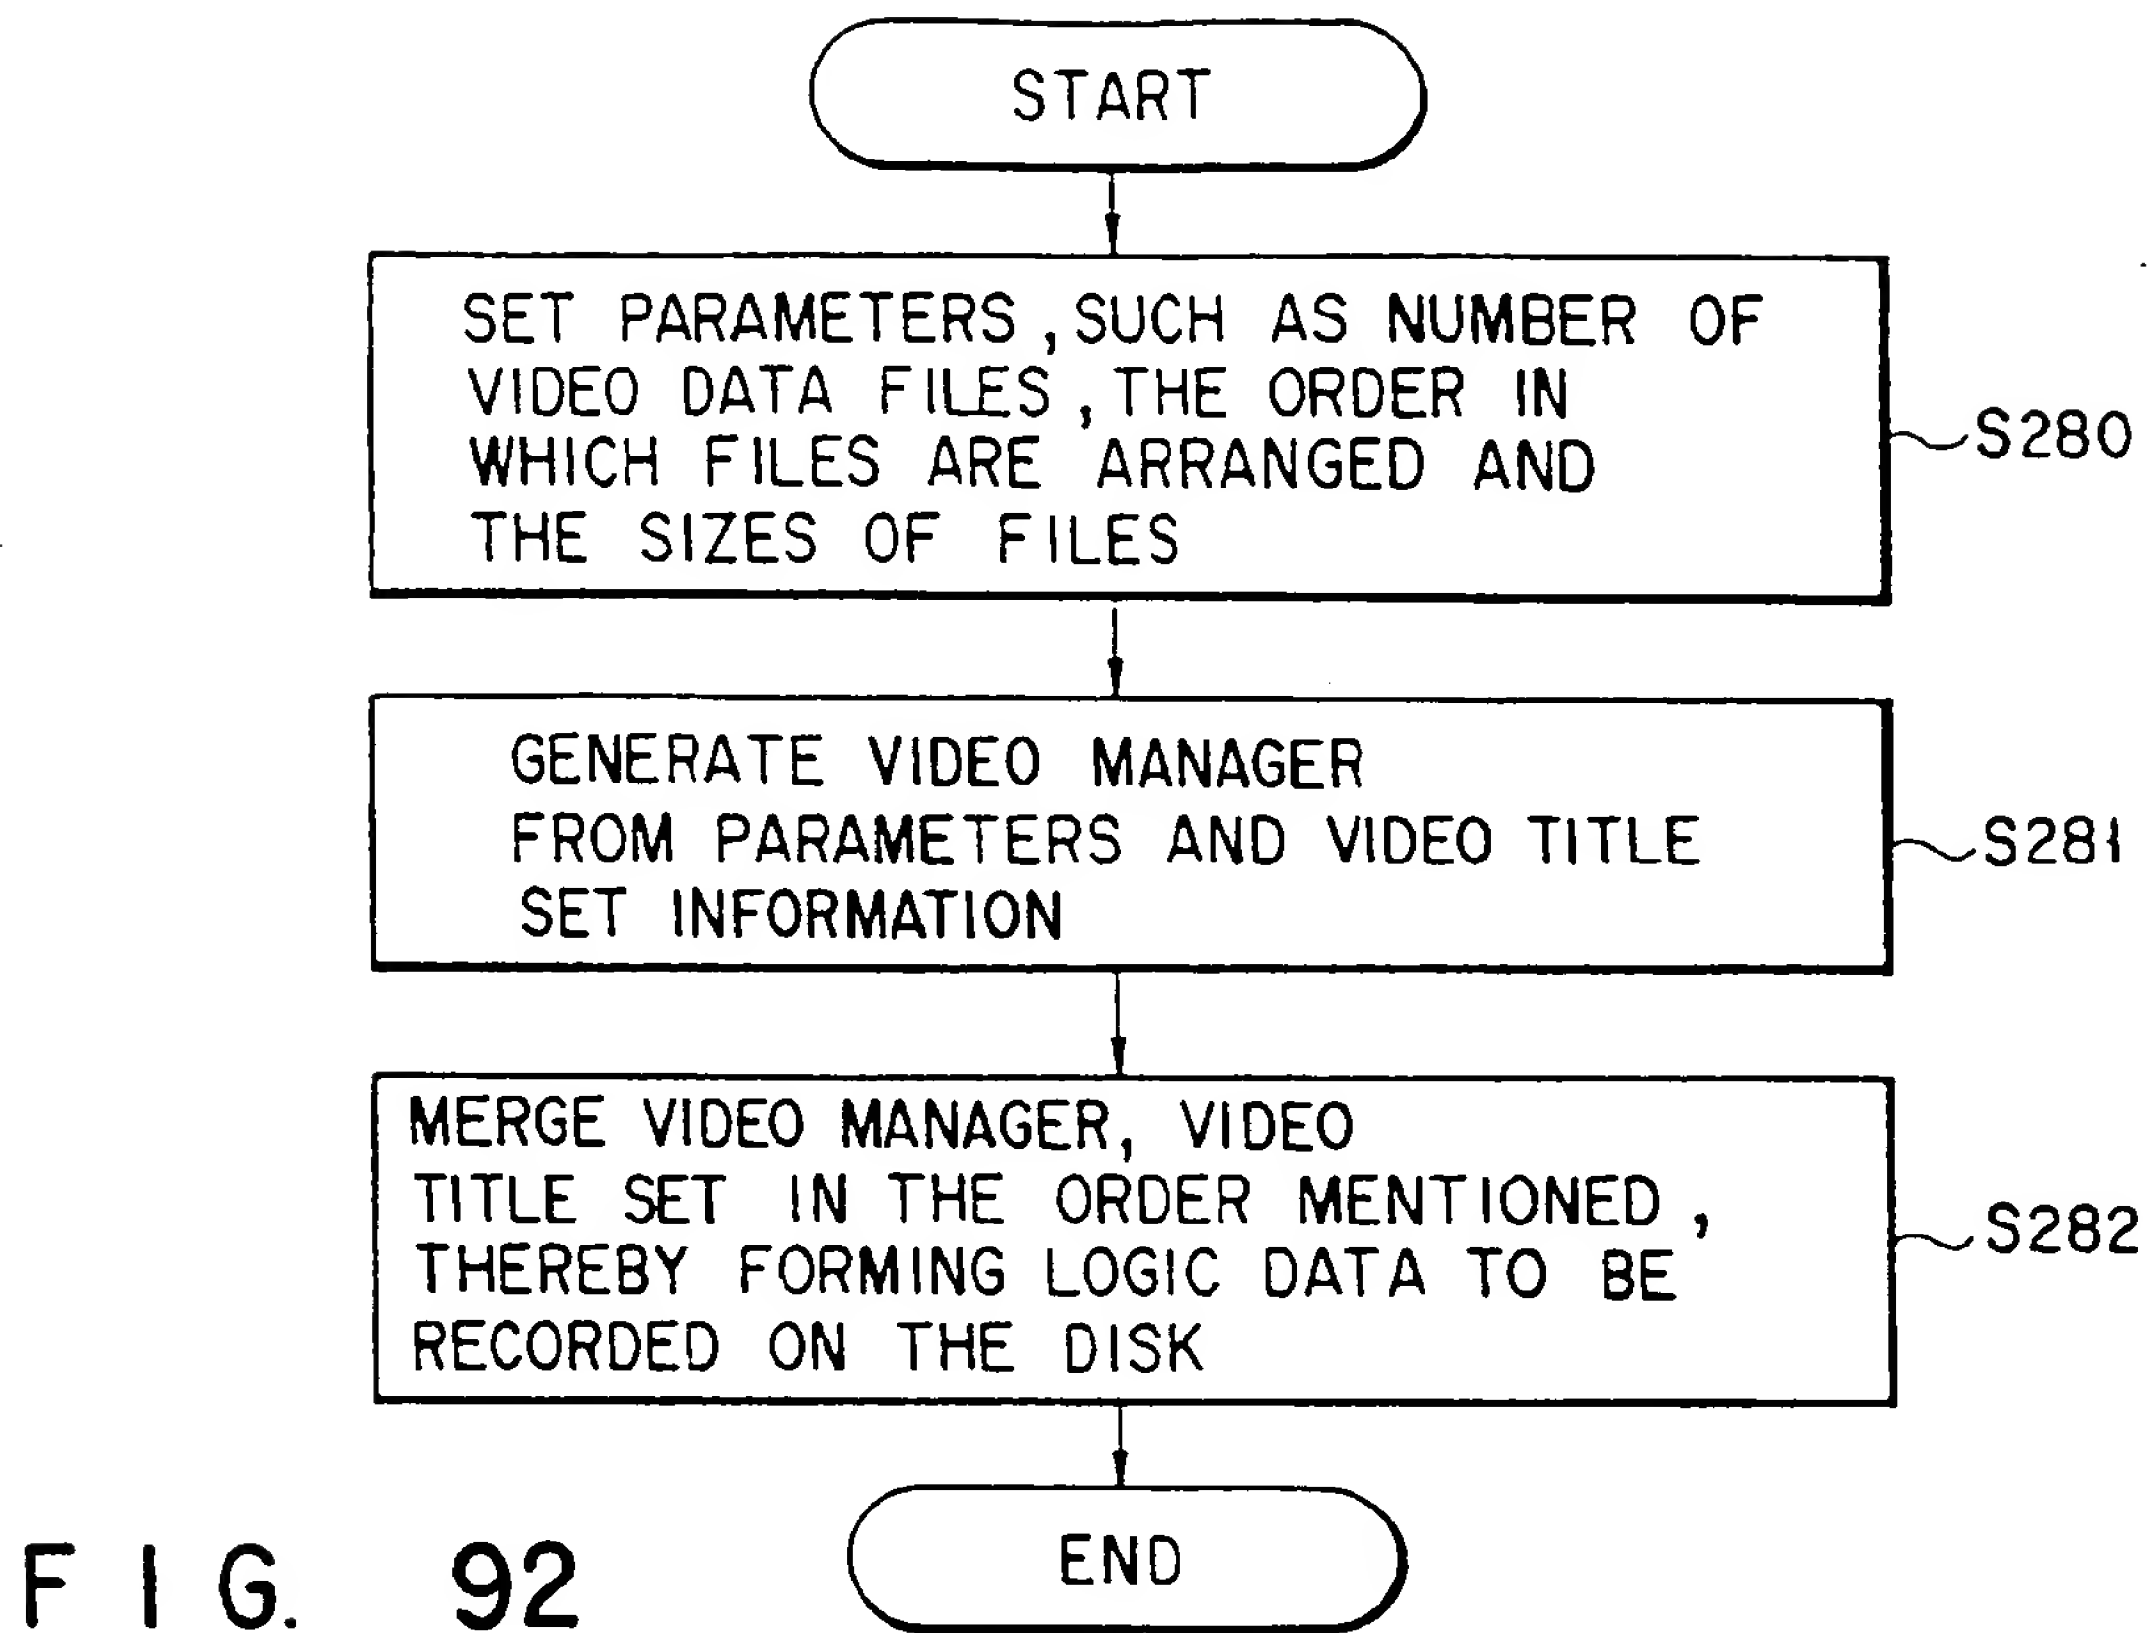 START
SET PARAMETERS, SUCH AS NUMBER OF
VIDEO DATA FILES, THE ORDER IN
WHICH FILES ARE ARRANGED AND
THE SIZES OF FILES
S280
GENERATE VIDEO MANAGER
FROM PARAMETERS AND VIDEO TITLE
SET INFORMATION
S281
MERGE VIDEO MANAGER, VIDEO
TITLE SET IN THE ORDER MENTIONED,
THEREBY FORMING LOGIC DATA TO BE
RECORDED ON THE DISK
S282
END
FIG. 92